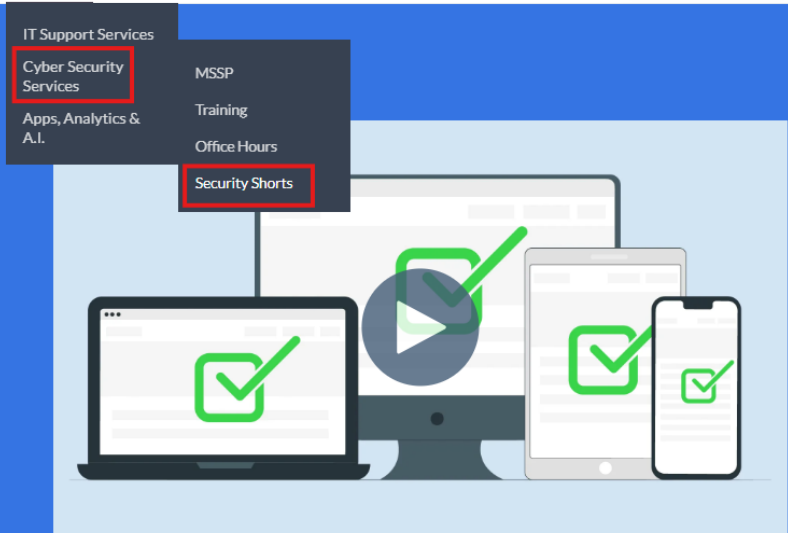 IT Support Services
Cyber Security
Services
Apps, Analytics &
A.I.
MSSP
Training
Office Hours
Security Shorts